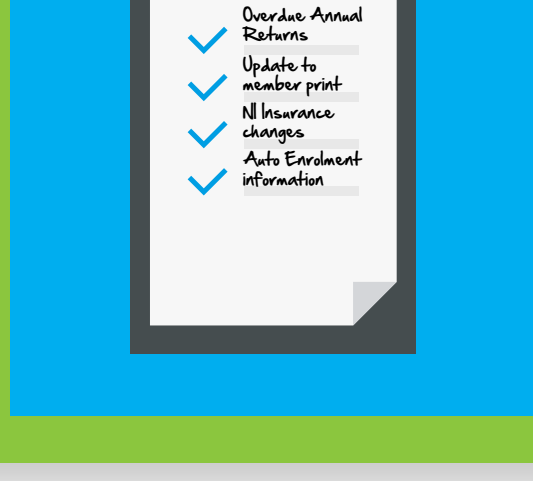 Overdue Annual
Returns
Update to
member print
NI Insurance
changes
Auto Enrolment
information